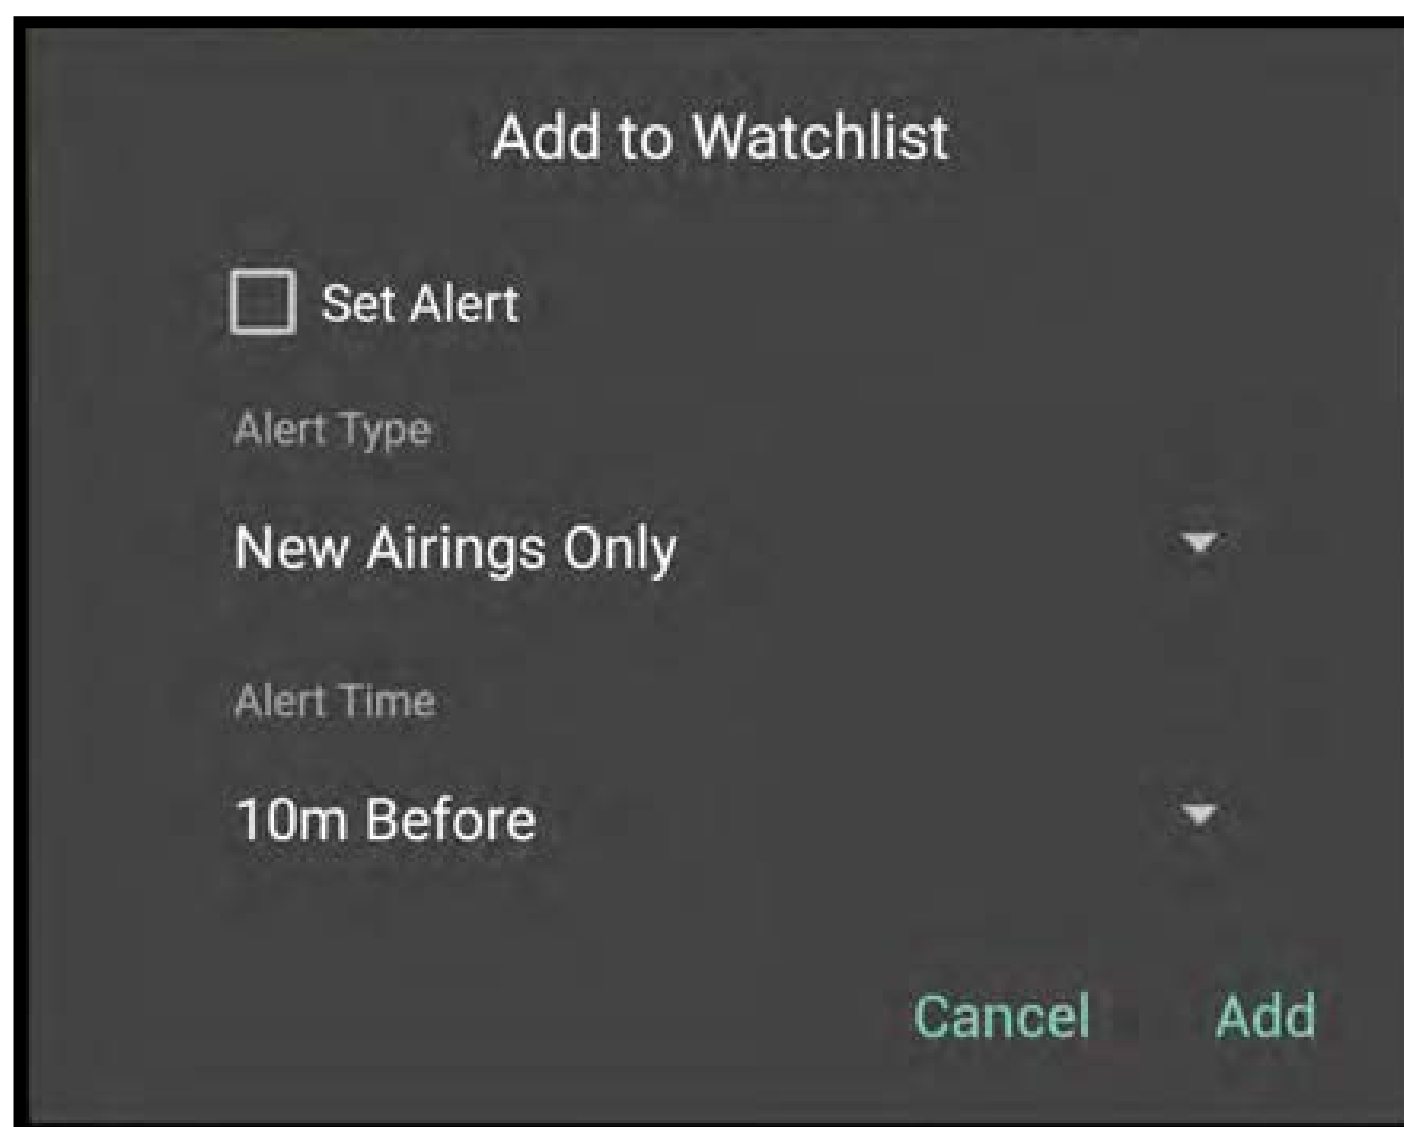 Add to Watchlist
Set Alert
Alert Type
New Airings Only
Alert Time
10m Before
Cancel Add